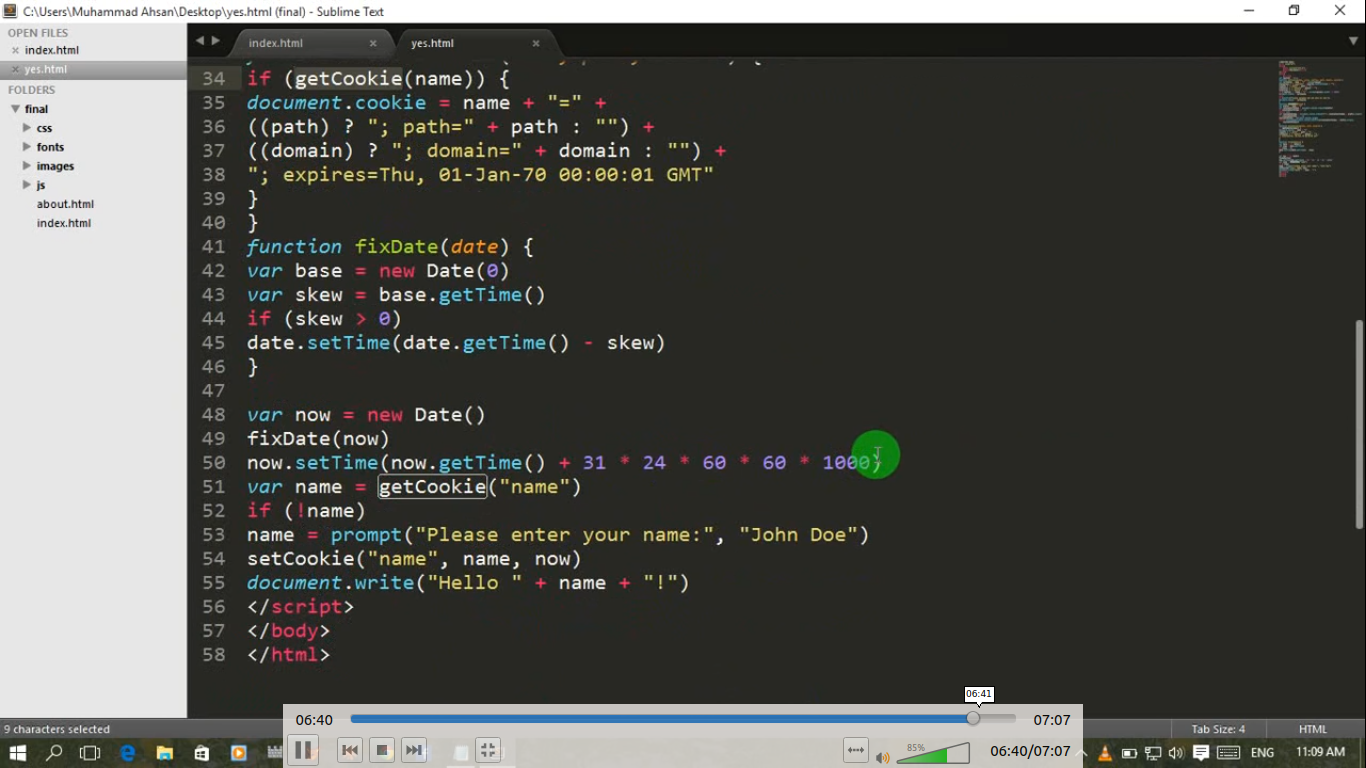 C:\Users\Muhammad Ahsan\Desktop\yes.html (final) - Sublime Text
OPEN FILES
index.html
yes.html
FOLDERS
final
css
fonts
images
js
about.html
index.html
index.html
yes.html
34 if (getCookie(name)) {
35 document.cookie = name + "=" +
36 ((path) ? "; path=" + path : "") +
37 ((domain) ? "; domain=" + domain : "") +
38 "; expires=Thu, 01-Jan-70 00:00:01 GMT"
39 }
40 }
41 function fixDate(date) {
42 var base = new Date(0)
43 var skew = base.getTime()
44 if (skew > 0)
45 date.setTime(date.getTime() - skew)
46 }
47
48 var now = new Date()
49 fixDate(now)
50 now.setTime(now.getTime() + 31 * 24 * 60 * 60 * 1000)
51 var name = getCookie("name")
52 if (!name)
53 name = prompt("Please enter your name:", "John Doe")
54 setCookie("name", name, now)
55 document.write("Hello " + name + "!")
56 </script>
57 </body>
58 </html>
06:41
06:40
07:07
9 characters selected
Tab Size: 4
HTML
85%
06:40/07:07
ENG
11:09 AM